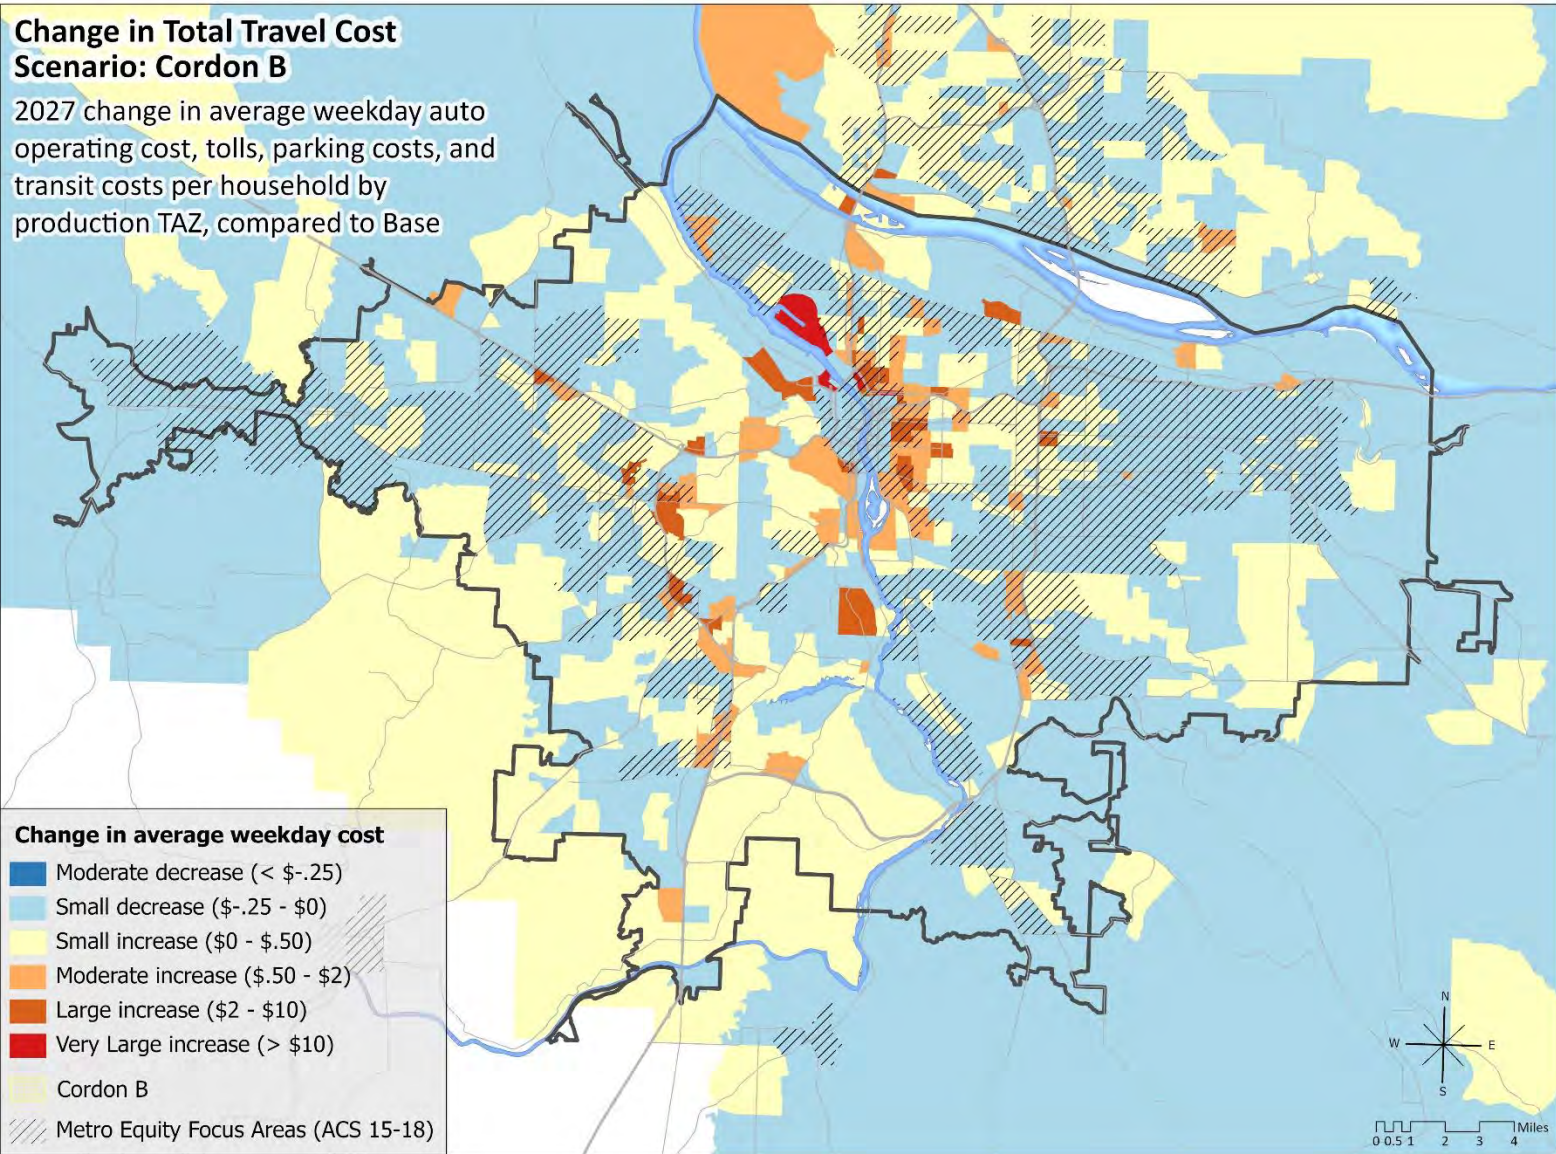 Change in Total Travel Cost
Scenario: Cordon B
2027 change in average weekday auto
operating cost, tolls, parking costs, and
transit costs per household by
production TAZ, compared to Base
Change in average weekday cost
Moderate decrease (< $-.25)
Small decrease ($-.25 - $0)
Small increase ($0 - $.50)
Moderate increase ($.50 - $2)
Large increase ($2 - $10)
Very Large increase (> $10)
Cordon B
Metro Equity Focus Areas (ACS 15-18)
N
W E
S
Miles
0 0.5 1 2 3 4